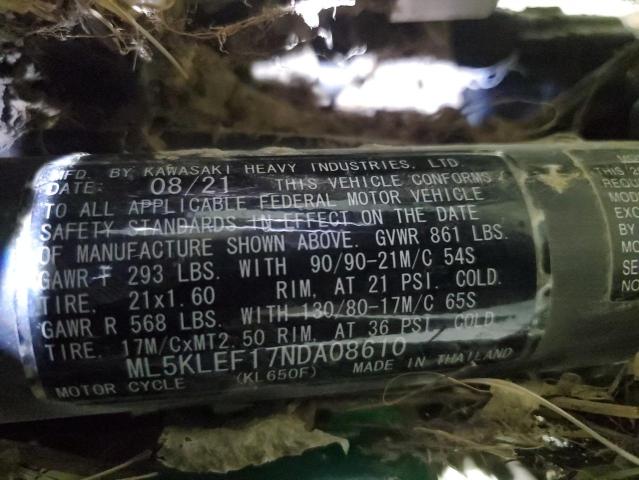 MFD. BY KAWASAKI HEAVY INDUSTRIES, LTD.
DATE: 08/21 THIS VEHICLE CONFORMS
TO ALL APPLICABLE FEDERAL MOTOR VEHICLE
SAFETY STANDARDS IN EFFECT ON THE DATE
OF MANUFACTURE SHOWN ABOVE. GVWR 861 LBS.
GAWR F 293 LBS. WITH 90/90-21M/C 54S
TIRE, 21x1.60 RIM, AT 21 PSI. COLD.
GAWR R 568 LBS. WITH 130/80-17M/C 65S
TIRE, 17M/CxMT2.50 RIM, AT 36 PSI, COLD
ML5KLEF17NDA08610
MOTOR CYCLE (KL650F) MADE IN THAILAND
THIS
BY
NO